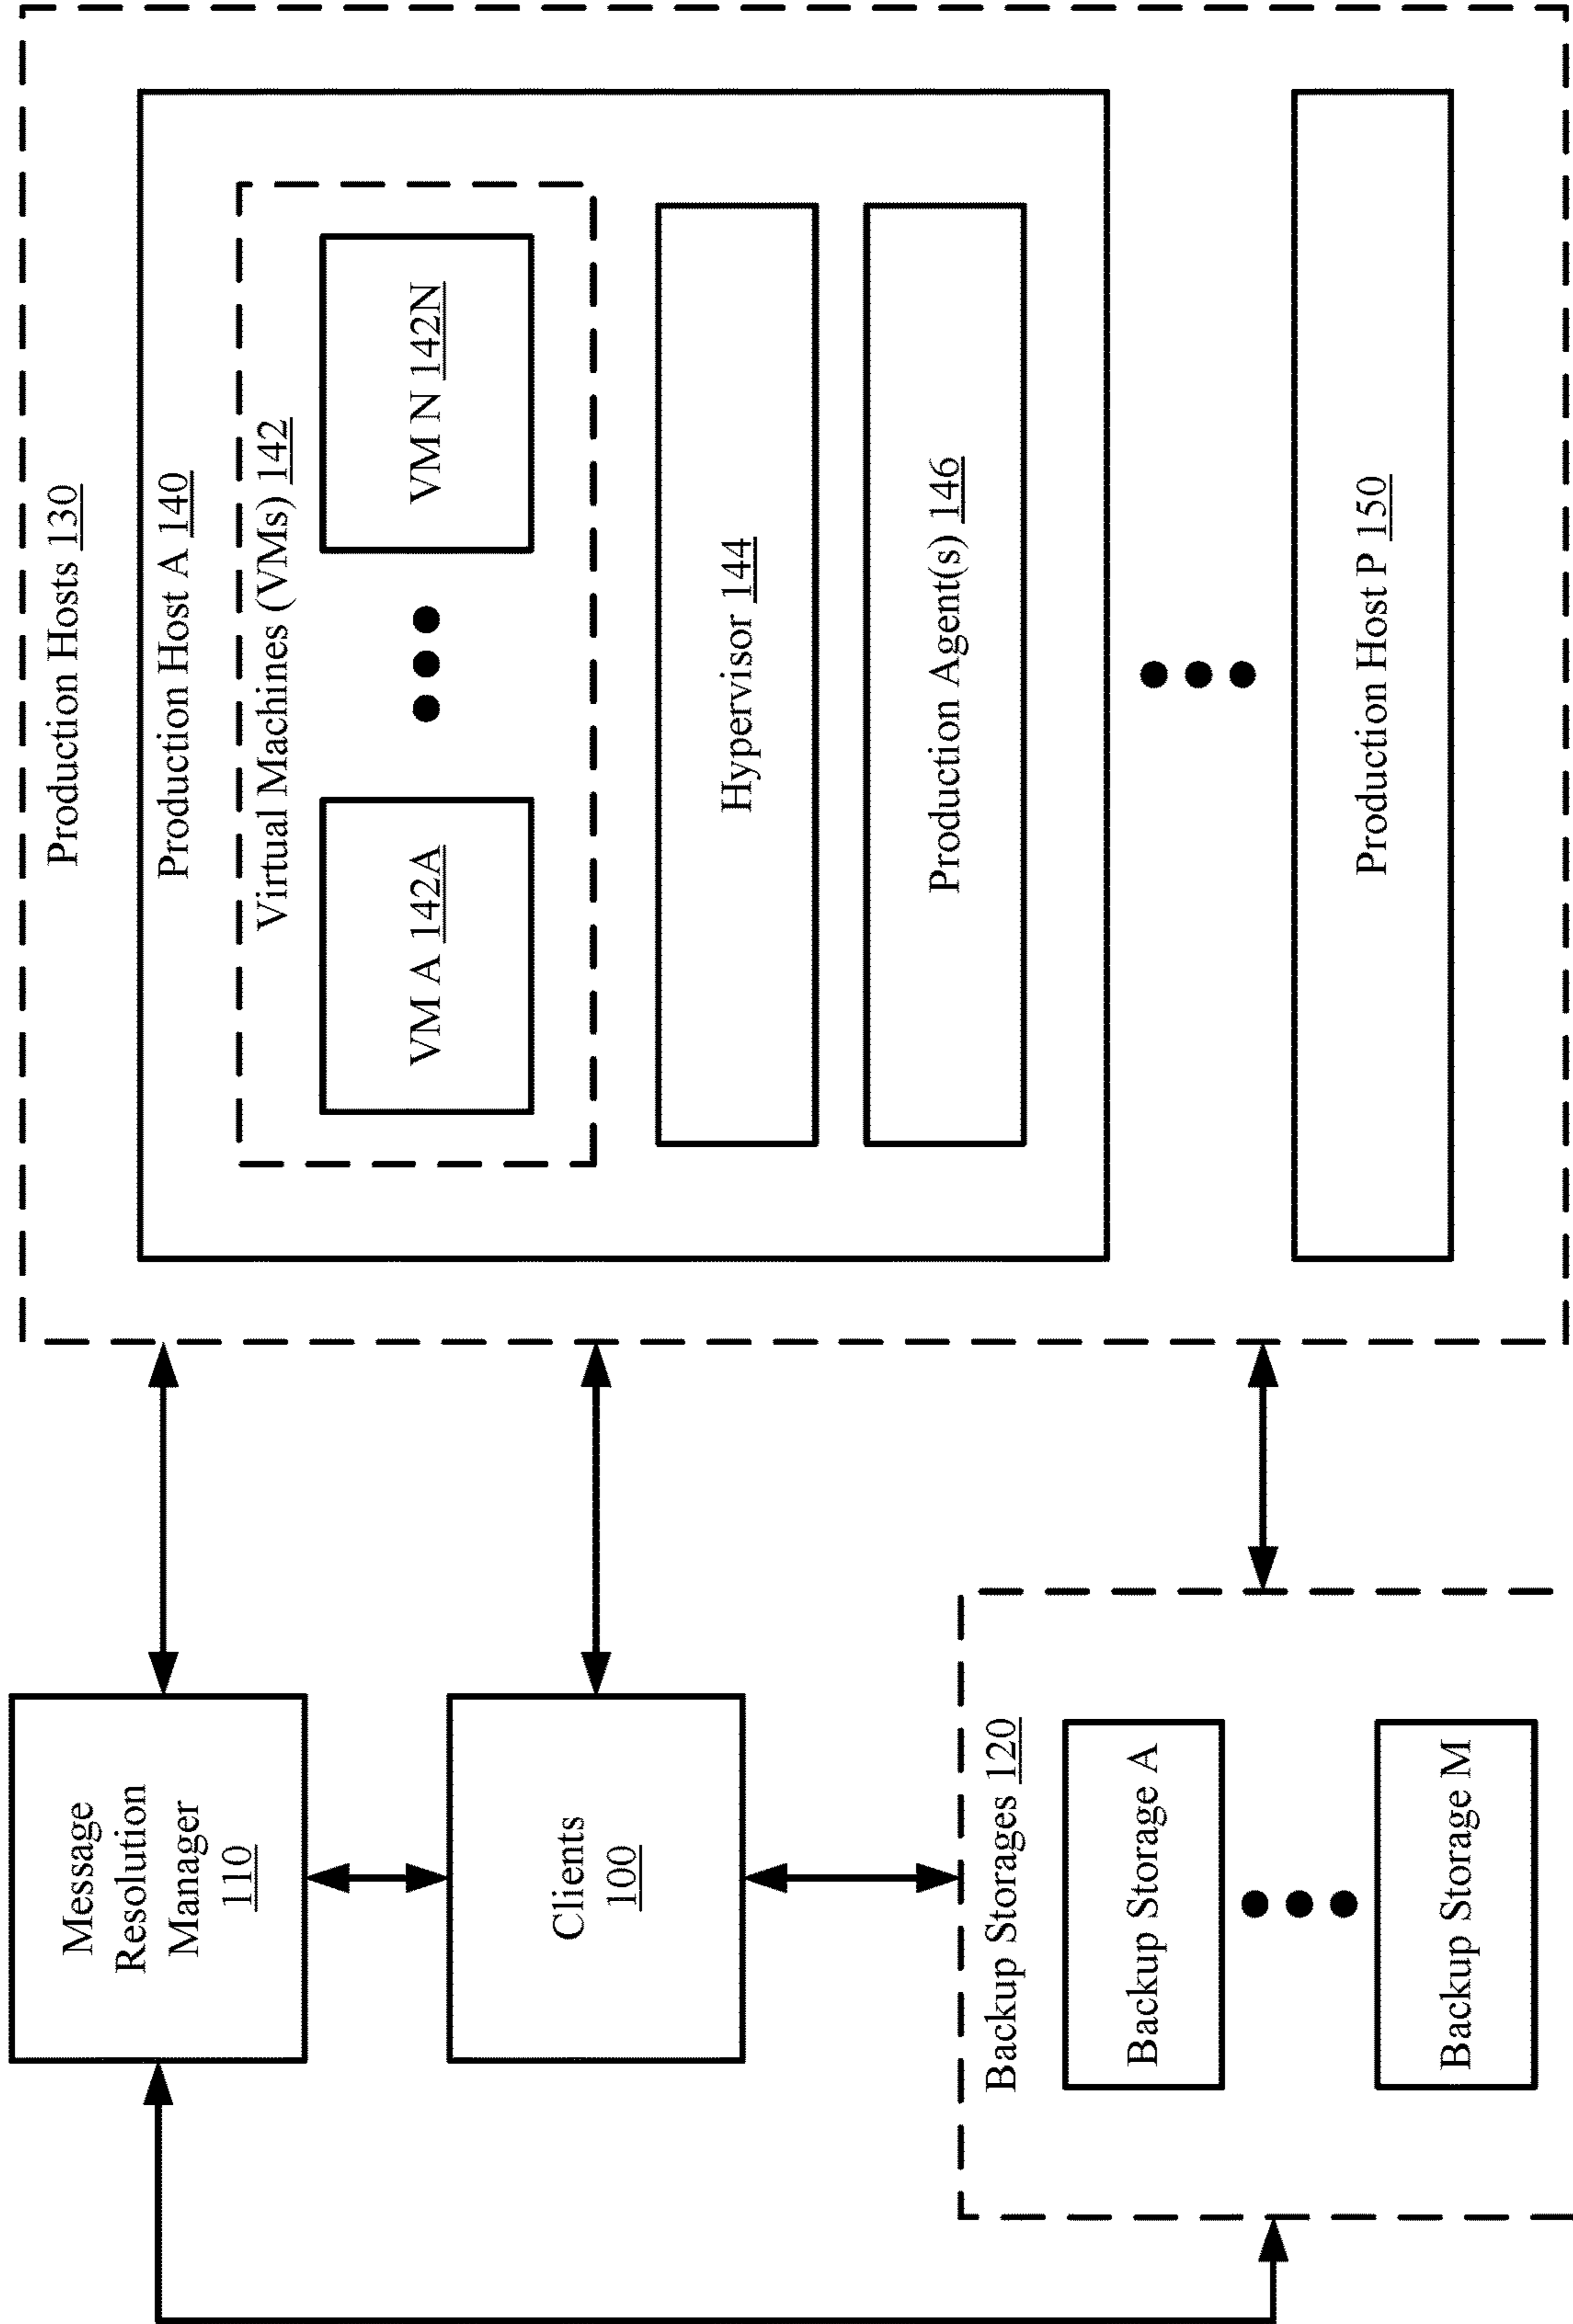 Message
Resolution
Manager
110
Clients
100
Backup Storages 120
Backup Storage A
Backup Storage M
Production Hosts 130
Production Host A 140
Virtual Machines (VMs) 142
VM A 142A
VM N 142N
Hypervisor 144
Production Agent(s) 146
Production Host P 150